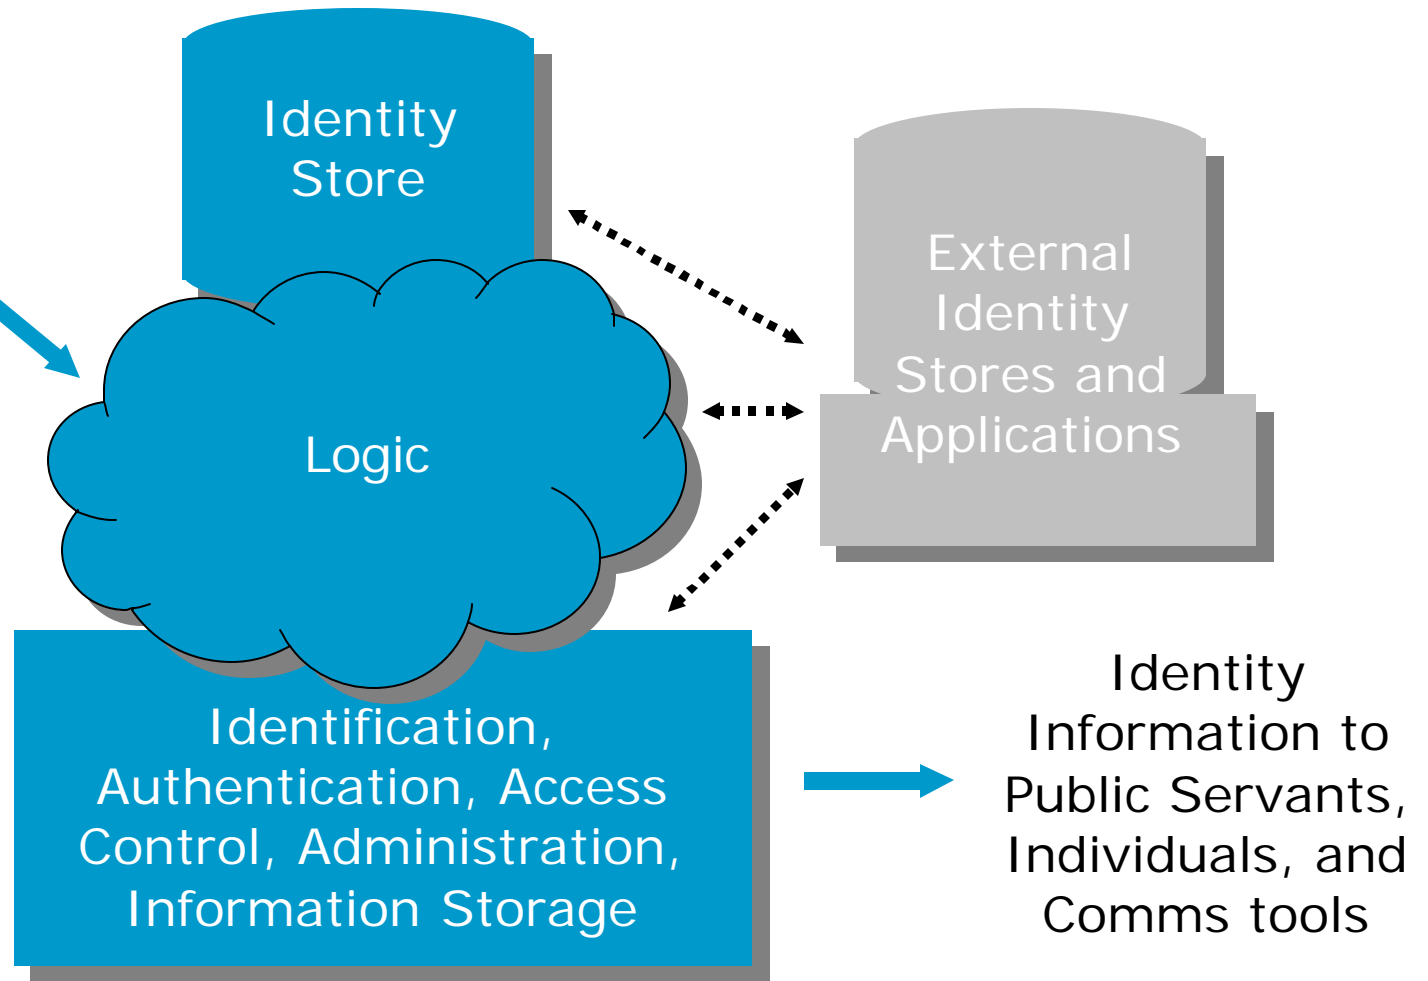 Identity
Store
External
Identity
Stores and
Applications
Logic
Identification,
Authentication, Access
Control, Administration,
Information Storage
Identity
Information to
Public Servants,
Individuals, and
Comms tools